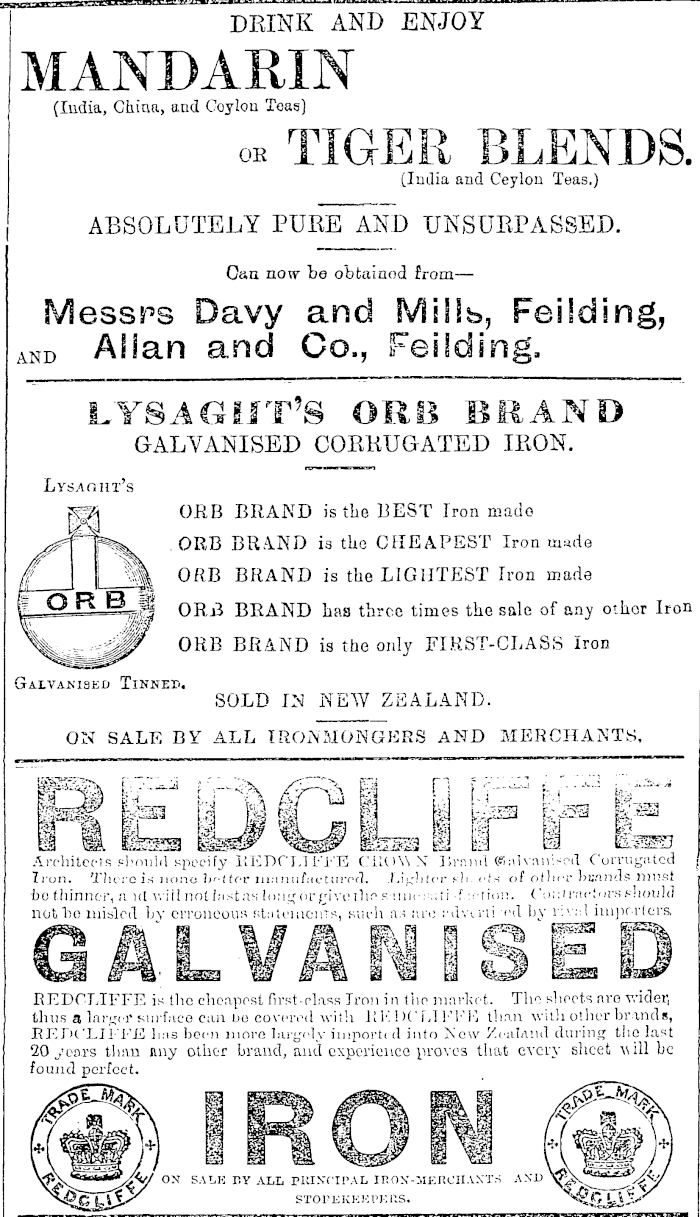 DRINK AND ENJOY
MANDARIN
(India, China, and Ceylon Teas)
OR TIGER BLENDS.
(India and Ceylon Teas.)
ABSOLUTELY PURE AND UNSURPASSED.
Can now be obtained from—
Messrs Davy and Mills, Feilding,
AND Allan and Co., Feilding.
LYSAGHT'S ORB BRAND
GALVANISED CORRUGATED IRON.
LYSAGHT'S
ORB
GALVANISED TINNED.
ORB BRAND is the BEST Iron made
ORB BRAND is the CHEAPEST Iron made
ORB BRAND is the LIGHTEST Iron made
ORB BRAND has three times the sale of any other Iron
ORB BRAND is the only FIRST-CLASS Iron
SOLD IN NEW ZEALAND.
ON SALE BY ALL IRONMONGERS AND MERCHANTS.
REDCLIFFE
Architects should specify REDCLIFFE CROWN Brand Galvanised Corrugated
Iron. There is none better manufactured. Lighter sheets of other brands must
be thinner, and will not last as long or give the same satisfaction. Contractors should
not be misled by erroneous statements, such as are advertised by rival importers.
GALVANISED
REDCLIFFE is the cheapest first-class Iron in the market. The sheets are wider,
thus a larger surface can be covered with REDCLIFFE than with other brands,
REDCLIFFE has been more largely imported into New Zealand during the last
20 years than any other brand, and experience proves that every sheet will be
found perfect.
TRADE MARK
REDCLIFFE
IRON
TRADE MARK
REDCLIFFE
ON SALE BY ALL PRINCIPAL IRON-MERCHANTS AND
STOREKEEPERS.